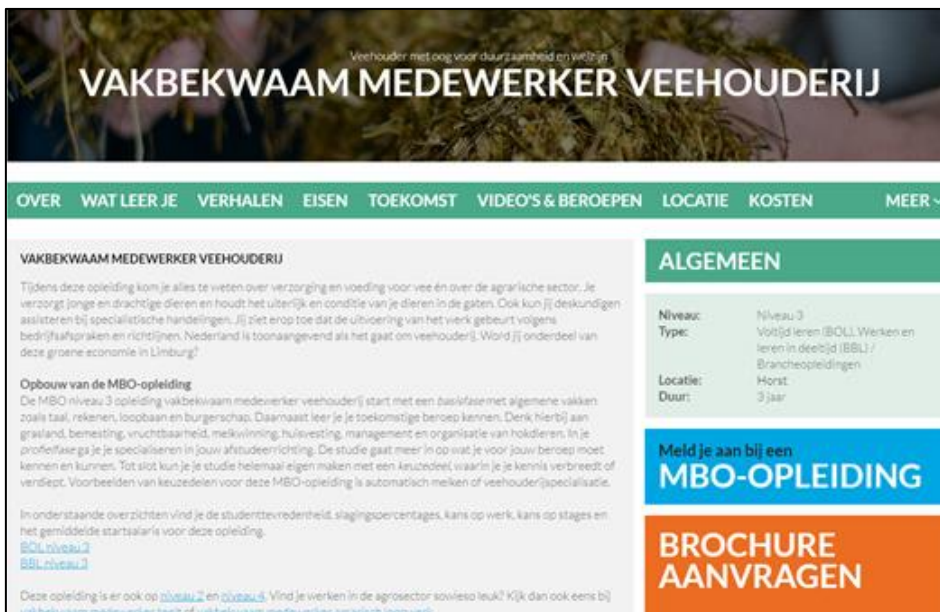 Veehouder met oog voor duurzaamheid en welzijn
VAKBEKWAAM MEDEWERKER VEEHOUDERIJ
OVER WAT LEER JE VERHALEN EISEN TOEKOMST VIDEO'S & BEROEPEN LOCATIE KOSTEN MEER
VAKBEKWAAM MEDEWERKER VEEHOUDERIJ
Tijdens deze opleiding kom je alles te weten over verzorging en voeding voor vee én over de agrarische sector. Je
verzorgt jonge en drachtige dieren en houdt het uiterlijk en conditie van je dieren in de gaten. Ook kun jij deskundigen
assisteren bij specialistische handelingen. Jij ziet erop toe dat de uitvoering van het werk gebeurt volgens
bedrijfsafspraken en richtlijnen. Nederland is toonaangevend als het gaat om veehouderij. Word jij onderdeel van
deze groene economie in Limburg?
Opbouw van de MBO-opleiding
De MBO niveau 3 opleiding vakbekwaam medewerker veehouderij start met een basisfase met algemene vakken
zoals taal, rekenen, loopbaan en burgerschap. Daarnaast leer je je toekomstige beroep kennen. Denk hierbij aan
grasland, bemesting, vruchtbaarheid, melkwinning, huisvesting, management en organisatie van hokdieren. In je
profielfase ga je je specialiseren in jouw afstudeerrichting. De studie gaat meer in op wat je voor jouw beroep moet
kennen en kunnen. Tot slot kun je je studie helemaal eigen maken met een keuzedeel, waarin je je kennis verbreedt of
verdiept. Voorbeelden van keuzedelen voor deze MBO-opleiding is automatisch melken of veehouderijspecialisatie.
In onderstaande overzichten vind je de studenttevredenheid, slagingspercentages, kans op werk, kans op stages en
het gemiddelde startsalaris voor deze opleiding.
BOL niveau 3
BBL niveau 3
Deze opleiding is er ook op niveau 2 en niveau 4. Vind je werken in de agrosector sowieso leuk? Kijk dan ook eens bij
ALGEMEEN
Niveau: Niveau 3
Type: Voltijd leren (BOL), Werken en
leren in deeltijd (BBL) /
Brancheopleidingen
Locatie: Horst
Duur: 3 jaar
Meld je aan bij een
MBO-OPLEIDING
BROCHURE
AANVRAGEN